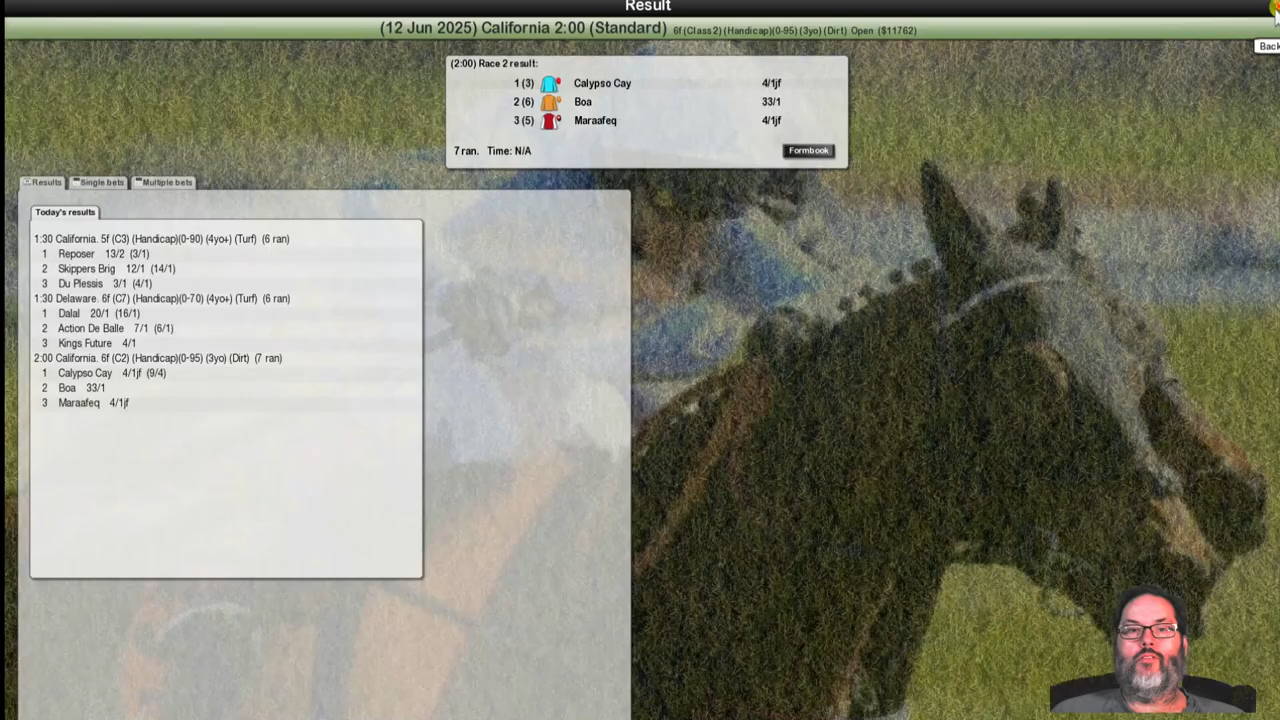 Result
(12 Jun 2025) California 2:00 (Standard) 6f (Class 2) (Handicap)(0-95) (3yo) (Dirt) Open ($11762)
Back
(2:00) Race 2 result:
1 (3) Calypso Cay 4/1jf
2 (6) Boa 33/1
3 (5) Maraafeq 4/1jf
7 ran. Time: N/A Formbook
Results Single bets Multiple bets
Today's results
1:30 California. 5f (C3) (Handicap)(0-90) (4yo+) (Turf) (6 ran)
1 Reposer 13/2 (3/1)
2 Skippers Brig 12/1 (14/1)
3 Du Plessis 3/1 (4/1)
1:30 Delaware. 6f (C7) (Handicap)(0-70) (4yo+) (Turf) (6 ran)
1 Dalal 20/1 (16/1)
2 Action De Balle 7/1 (6/1)
3 Kings Future 4/1
2:00 California. 6f (C2) (Handicap)(0-95) (3yo) (Dirt) (7 ran)
1 Calypso Cay 4/1jf (9/4)
2 Boa 33/1
3 Maraafeq 4/1jf